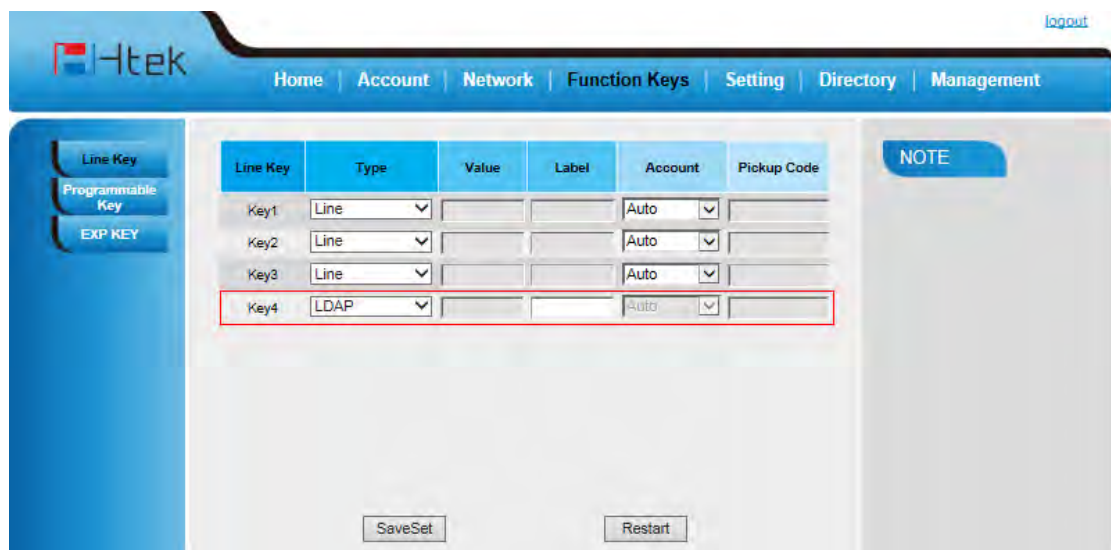 logout
Htek
Home | Account | Network | Function Keys | Setting | Directory | Management
Line Key
Programmable
Key
EXP KEY
Line Key Type Value Label Account Pickup Code
Key1 Line Auto
Key2 Line Auto
Key3 Line Auto
Key4 LDAP Auto
SaveSet Restart
NOTE